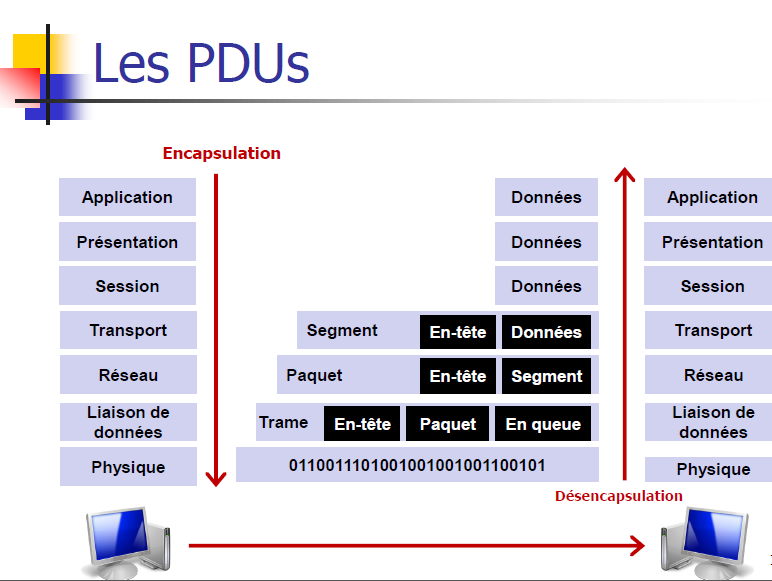 Les PDUs
Encapsulation
Application
Données
Application
Présentation
Données
Présentation
Session
Données
Session
Transport
Segment
En-tête
Données
Transport
Réseau
Paquet
En-tête
Segment
Réseau
Liaison de
données
Trame
En-tête
Paquet
En queue
Liaison de
données
Physique
0110011101001001001001100101
Physique
Désencapsulation